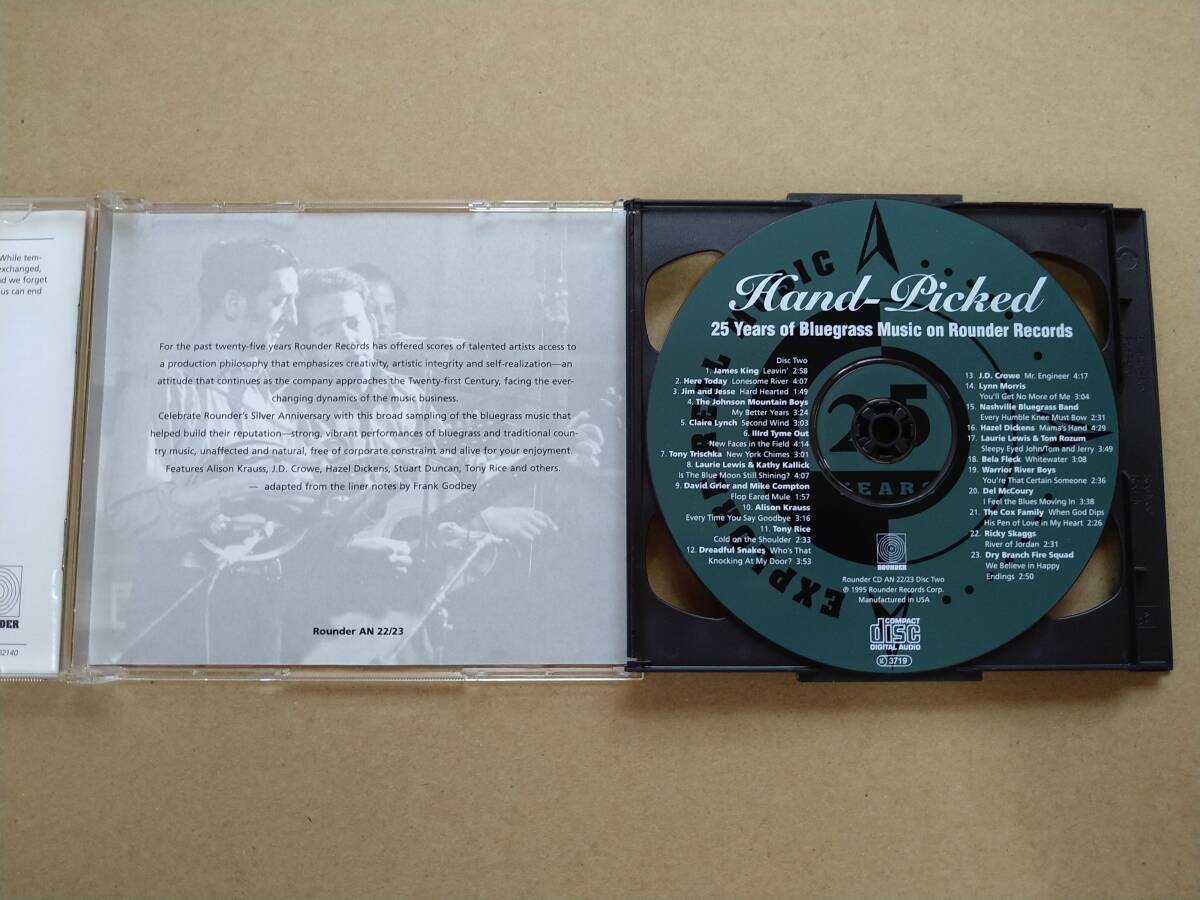 While tem-
exchanged,
nd we forget
us can end
ROUNDER
02140
For the past twenty-five years Rounder Records has offered scores of talented artists access to
a production philosophy that emphasizes creativity, artistic integrity and self-realization—an
attitude that continues as the company approaches the Twenty-first Century, facing the ever-
changing dynamics of the music business.
Celebrate Rounder's Silver Anniversary with this broad sampling of the bluegrass music that
helped build their reputation—strong, vibrant performances of bluegrass and traditional coun-
try music, unaffected and natural, free of corporate constraint and alive for your enjoyment.
Features Alison Krauss, J.D. Crowe, Hazel Dickens, Stuart Duncan, Tony Rice and others.
— adapted from the liner notes by Frank Godbey
Rounder AN 22/23
Hand-Picked
25 Years of Bluegrass Music on Rounder Records
Disc Two
1. James King Leavin' 2:58
2. Here Today Lonesome River 4:07
3. Jim and Jesse Hard Hearted 1:49
4. The Johnson Mountain Boys
My Better Years 3:24
5. Claire Lynch Second Wind 3:03
6. IIIrd Tyme Out
New Faces in the Field 4:14
7. Tony Trischka New York Chimes 3:01
8. Laurie Lewis & Kathy Kallick
Is The Blue Moon Still Shining? 4:07
9. David Grier and Mike Compton
Flop Eared Mule 1:57
10. Alison Krauss
Every Time You Say Goodbye 3:16
11. Tony Rice
Cold on the Shoulder 2:33
12. Dreadful Snakes Who's That
Knocking At My Door? 3:53
13. J.D. Crowe Mr. Engineer 4:17
14. Lynn Morris
You'll Get No More of Me 3:04
15. Nashville Bluegrass Band
Every Humble Knee Must Bow 2:31
16. Hazel Dickens Mama's Hand 4:29
17. Laurie Lewis & Tom Rozum
Sleepy Eyed John/Tom and Jerry 3:49
18. Bela Fleck Whitewater 3:08
19. Warrior River Boys
You're That Certain Someone 2:36
20. Del McCoury
I Feel the Blues Moving In 3:38
21. The Cox Family When God Dips
His Pen of Love in My Heart 2:26
22. Ricky Skaggs
River of Jordan 2:31
23. Dry Branch Fire Squad
We Believe in Happy
Endings 2:50
25
YEARS
EXPLORE REAL MUSIC
ROUNDER
Rounder CD AN 22/23 Disc Two
℗ 1995 Rounder Records Corp.
Manufactured in USA
COMPACT
disc
DIGITAL AUDIO
3719